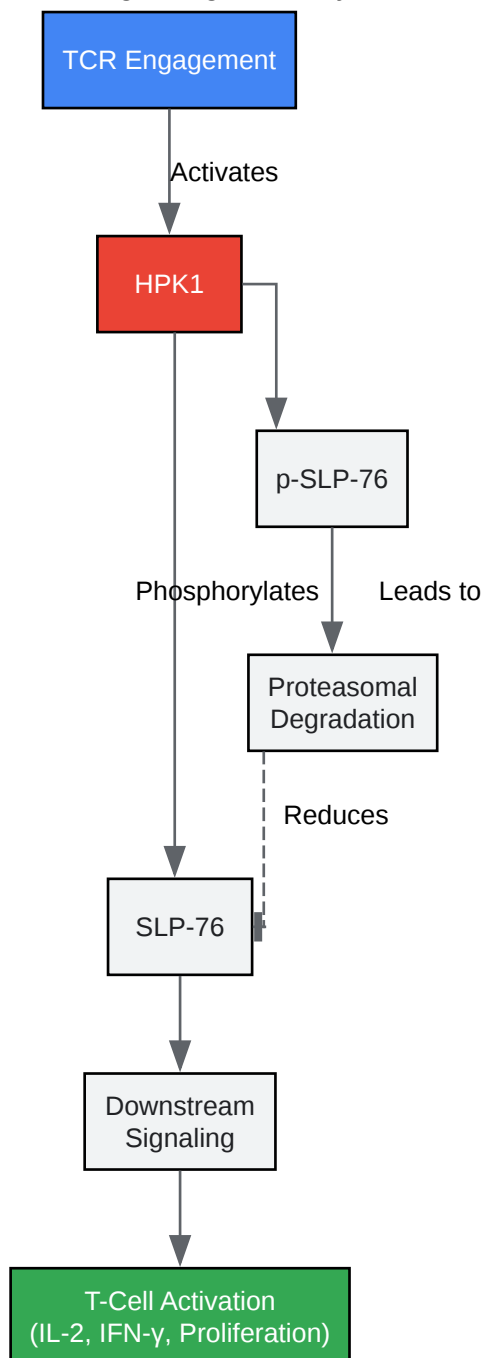 TCR Engagement
Activates
HPK1
p-SLP-76
Phosphorylates
Leads to
Proteasomal
Degradation
Reduces
SLP-76
Downstream
Signaling
T-Cell Activation
(IL-2, IFN-γ, Proliferation)